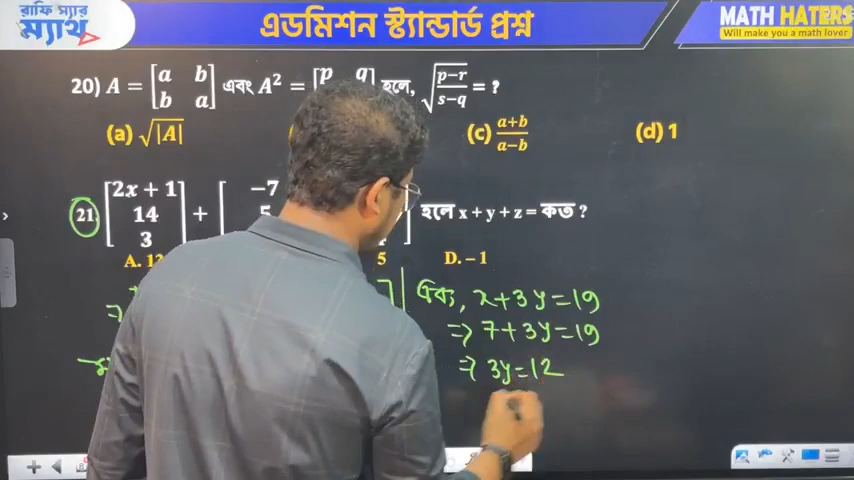 রাফি স্যার
ম্যাথ
এডমিশন স্ট্যান্ডার্ড প্রশ্ন
MATH HATERS
Will make you a math lover
20) A = [a b b a] এবং A² = [p q] হলে, √(p−r / s−q) = ?
(a) √|A| (c) a+b / a−b (d) 1
21 [2x + 1 14 3] + [−7 হলে x + y + z = কত ?
A. 5 D. − 1
এবং, x+3y=19
⇒ 7+3y=19
⇒ 3y=12